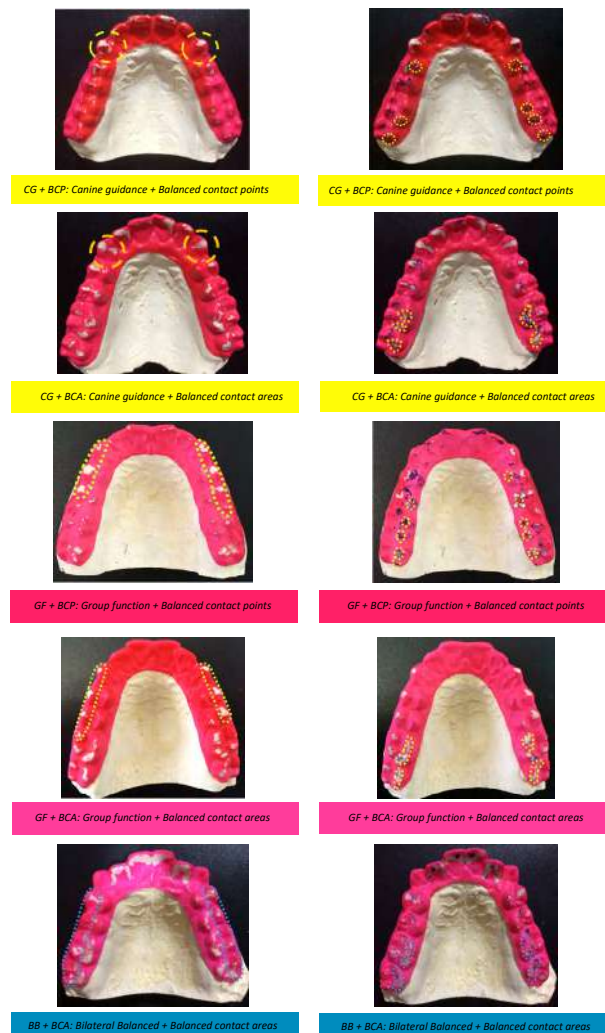 CG + BCP: Canine guidance + Balanced contact points
CG + BCP: Canine guidance + Balanced contact points
CG + BCA: Canine guidance + Balanced contact areas
CG + BCA: Canine guidance + Balanced contact areas
GF + BCP: Group function + Balanced contact points
GF + BCP: Group function + Balanced contact points
GF + BCA: Group function + Balanced contact areas
GF + BCA: Group function + Balanced contact areas
BB + BCA: Bilateral Balanced + Balanced contact areas
BB + BCA: Bilateral Balanced + Balanced contact areas